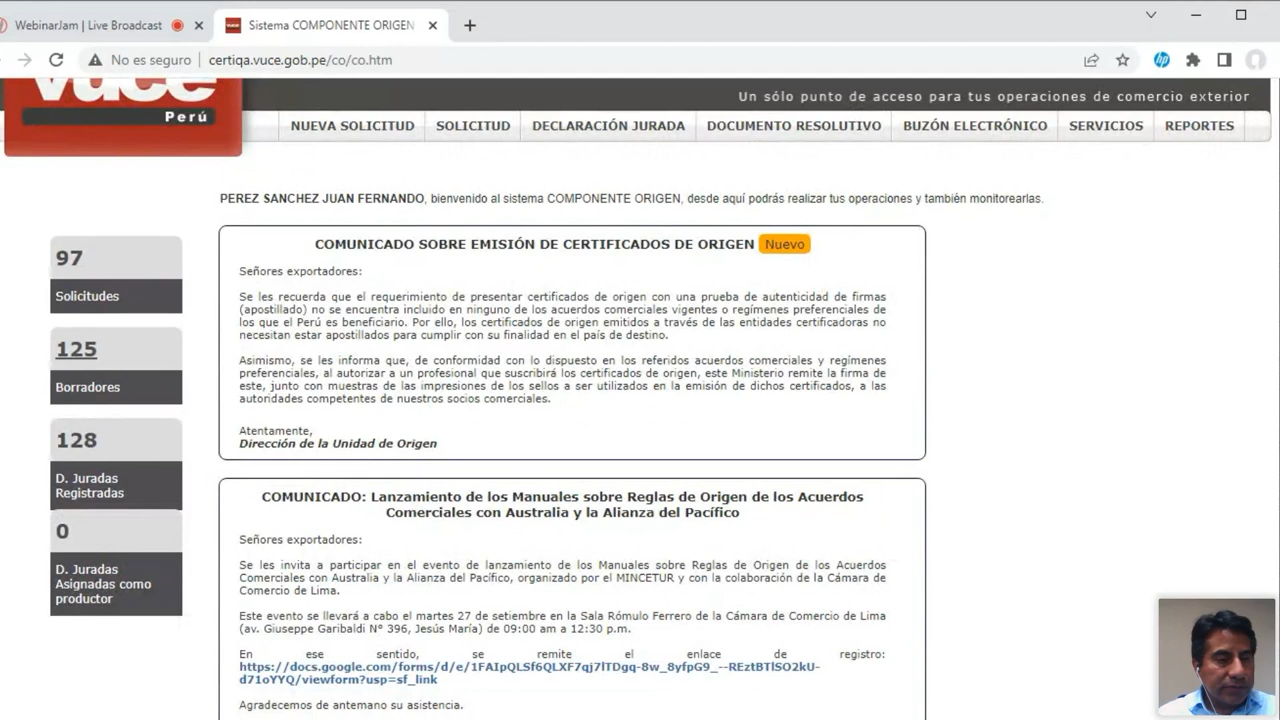 WebinarJam | Live Broadcast
Sistema COMPONENTE ORIGEN
No es seguro | certiqa.vuce.gob.pe/co/co.htm
vuce
Perú
Un sólo punto de acceso para tus operaciones de comercio exterior
NUEVA SOLICITUD SOLICITUD DECLARACIÓN JURADA DOCUMENTO RESOLUTIVO BUZÓN ELECTRÓNICO SERVICIOS REPORTES
PEREZ SANCHEZ JUAN FERNANDO, bienvenido al sistema COMPONENTE ORIGEN, desde aquí podrás realizar tus operaciones y también monitorearlas.
97
Solicitudes
125
Borradores
128
D. Juradas
Registradas
0
D. Juradas
Asignadas como
productor
COMUNICADO SOBRE EMISIÓN DE CERTIFICADOS DE ORIGEN Nuevo
Señores exportadores:
Se les recuerda que el requerimiento de presentar certificados de origen con una prueba de autenticidad de firmas
(apostillado) no se encuentra incluido en ninguno de los acuerdos comerciales vigentes o regímenes preferenciales de
los que el Perú es beneficiario. Por ello, los certificados de origen emitidos a través de las entidades certificadoras no
necesitan estar apostillados para cumplir con su finalidad en el país de destino.
Asimismo, se les informa que, de conformidad con lo dispuesto en los referidos acuerdos comerciales y regímenes
preferenciales, al autorizar a un profesional que suscribirá los certificados de origen, este Ministerio remite la firma de
este, junto con muestras de las impresiones de los sellos a ser utilizados en la emisión de dichos certificados, a las
autoridades competentes de nuestros socios comerciales.
Atentamente,
Dirección de la Unidad de Origen
COMUNICADO: Lanzamiento de los Manuales sobre Reglas de Origen de los Acuerdos
Comerciales con Australia y la Alianza del Pacífico
Señores exportadores:
Se les invita a participar en el evento de lanzamiento de los Manuales sobre Reglas de Origen de los Acuerdos
Comerciales con Australia y la Alianza del Pacífico, organizado por el MINCETUR y con la colaboración de la Cámara de
Comercio de Lima.
Este evento se llevará a cabo el martes 27 de setiembre en la Sala Rómulo Ferrero de la Cámara de Comercio de Lima
(av. Giuseppe Garibaldi N° 396, Jesús María) de 09:00 am a 12:30 p.m.
En ese sentido, se remite el enlace de registro:
https://docs.google.com/forms/d/e/1FAIpQLSf6QLXF7qj7lTDgq-8w_8yfpG9_--REztBTlSO2kU-
d71oYYQ/viewform?usp=sf_link
Agradecemos de antemano su asistencia.